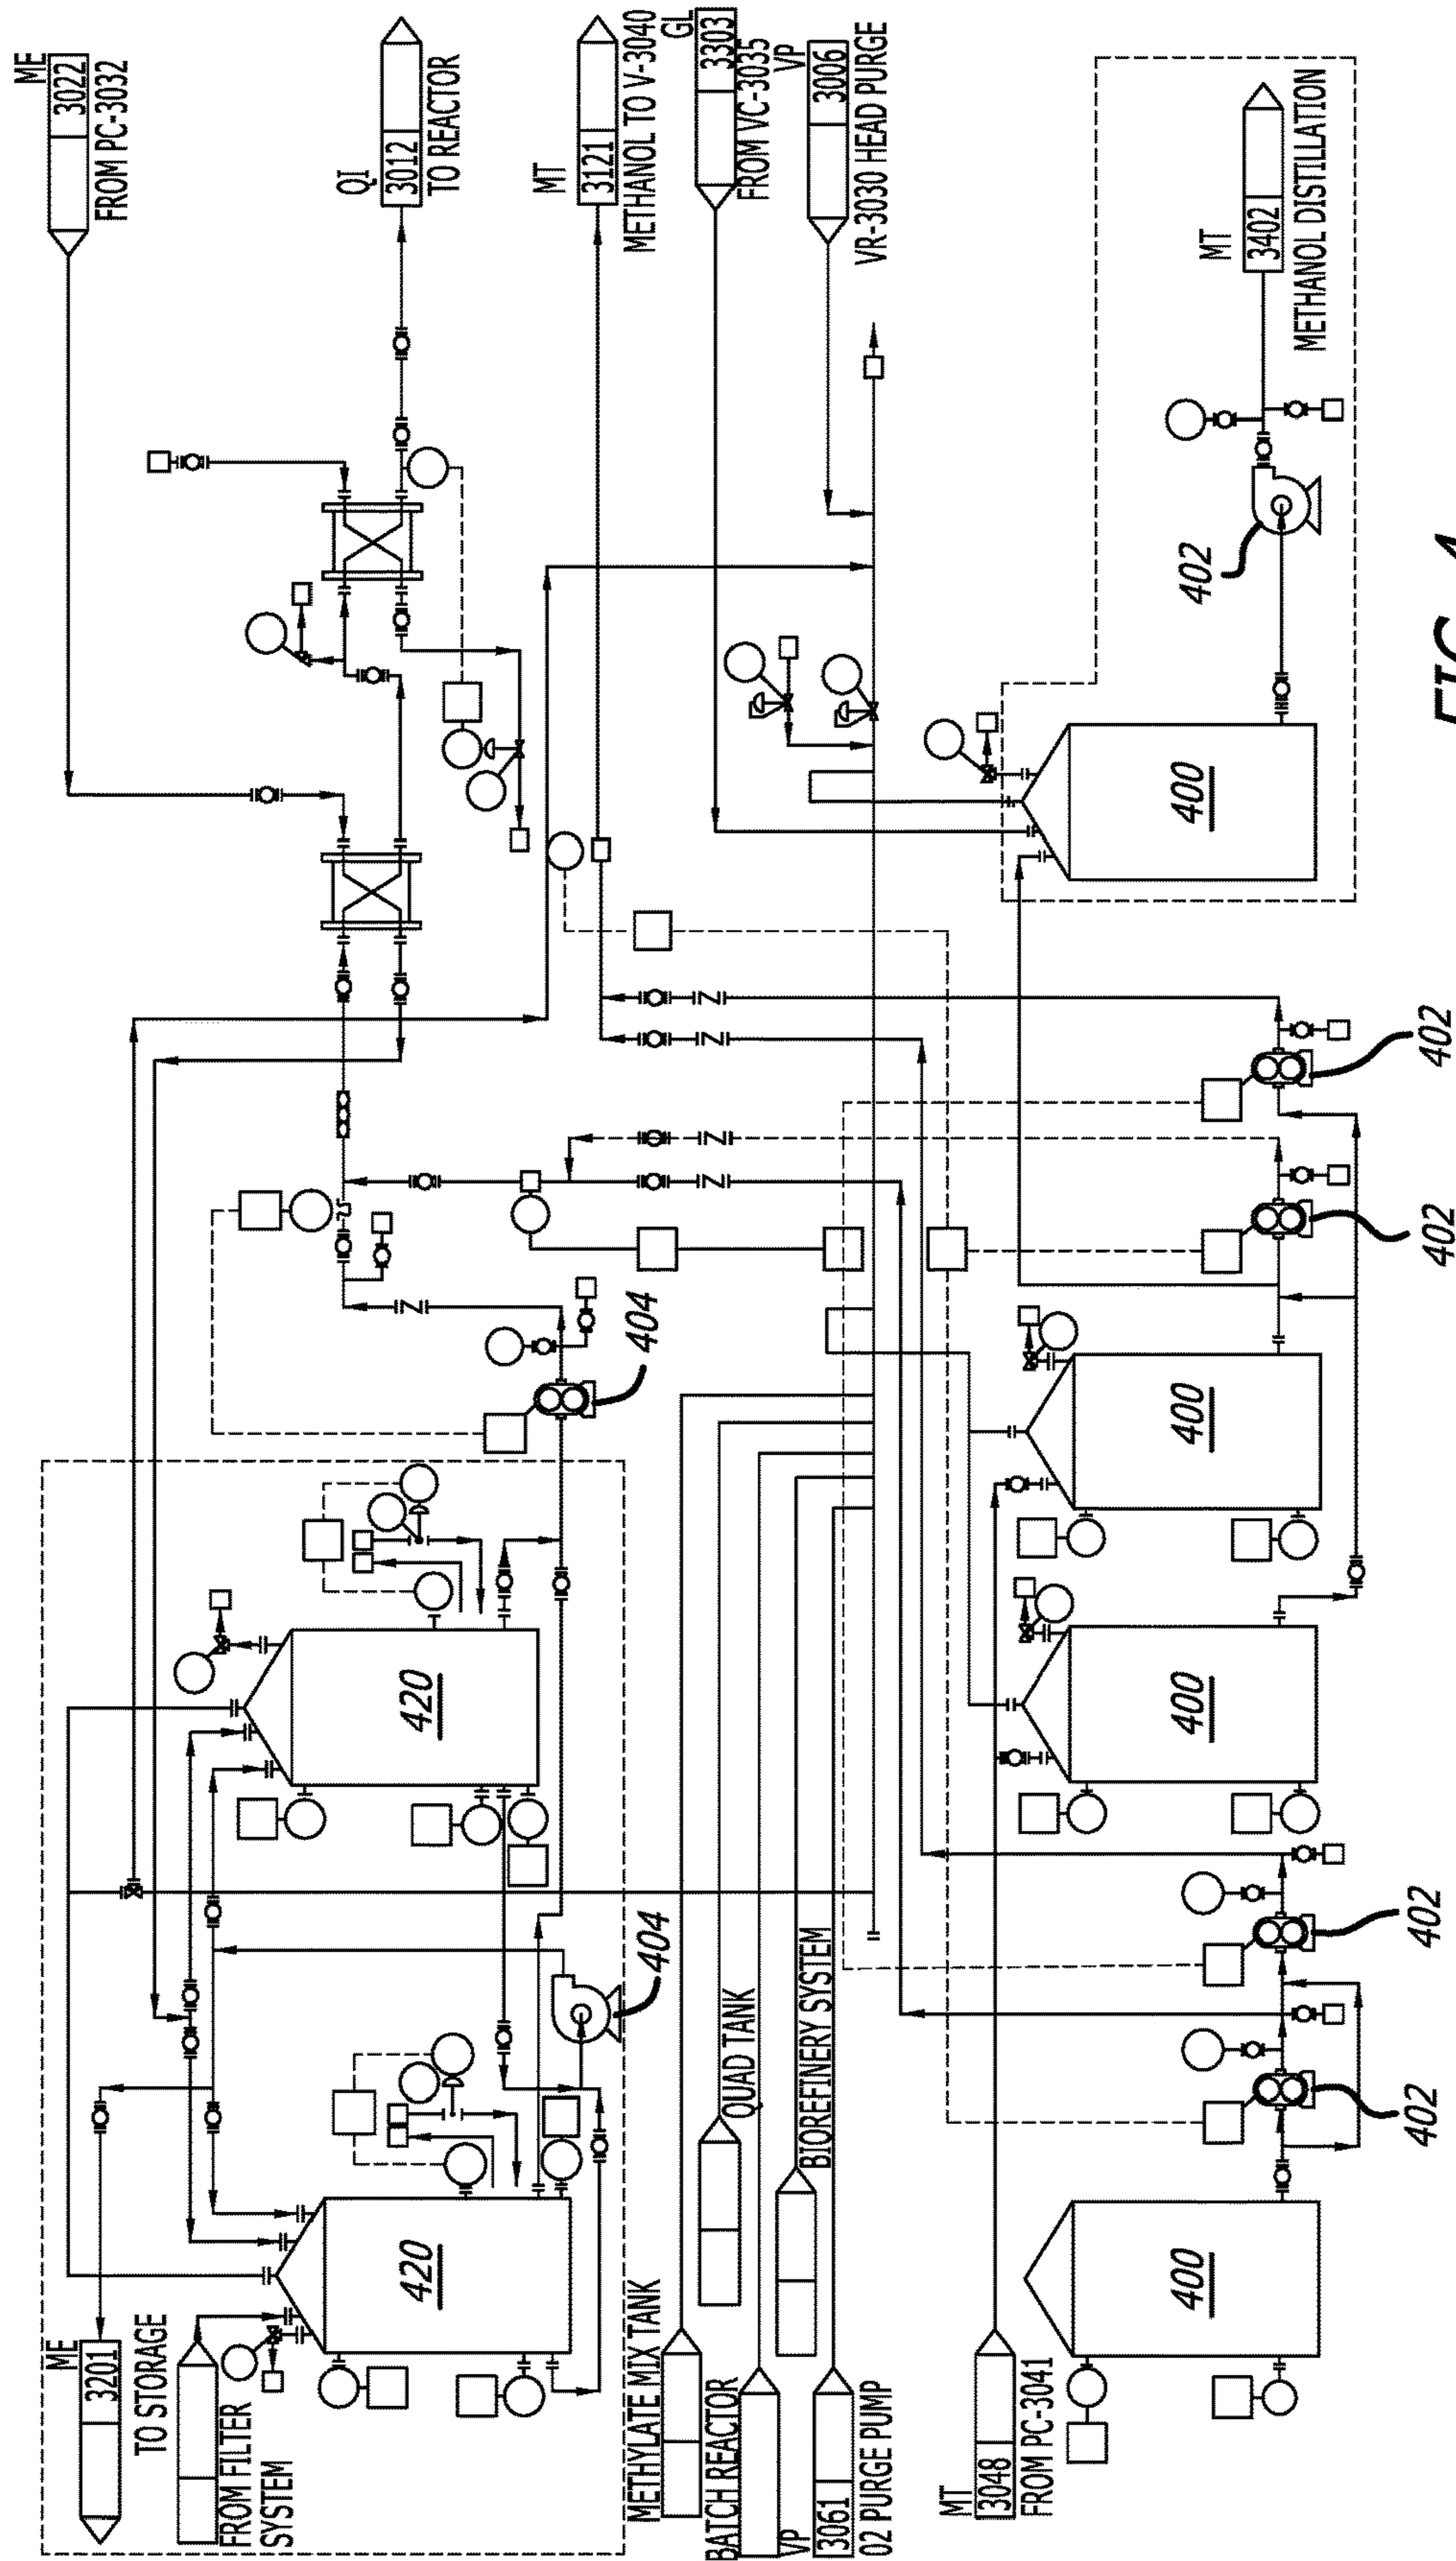 ME
3022
FROM PC-3032
QI
3012
TO REACTOR
MT
3121
METHANOL TO V-3040
GL
3303
FROM VC-3035
VP
3006
VR-3030 HEAD PURGE
MT
3402
METHANOL DISTILLATION
402
400
402
402
404
400
420
400
402
404
402
420
400
ME
3201
TO STORAGE
FROM FILTER
SYSTEM
METHYLATE MIX TANK
QUAD TANK
BATCH REACTOR
BIOREFINERY SYSTEM
VP
3061
02 PURGE PUMP
MT
3048
FROM PC-3041